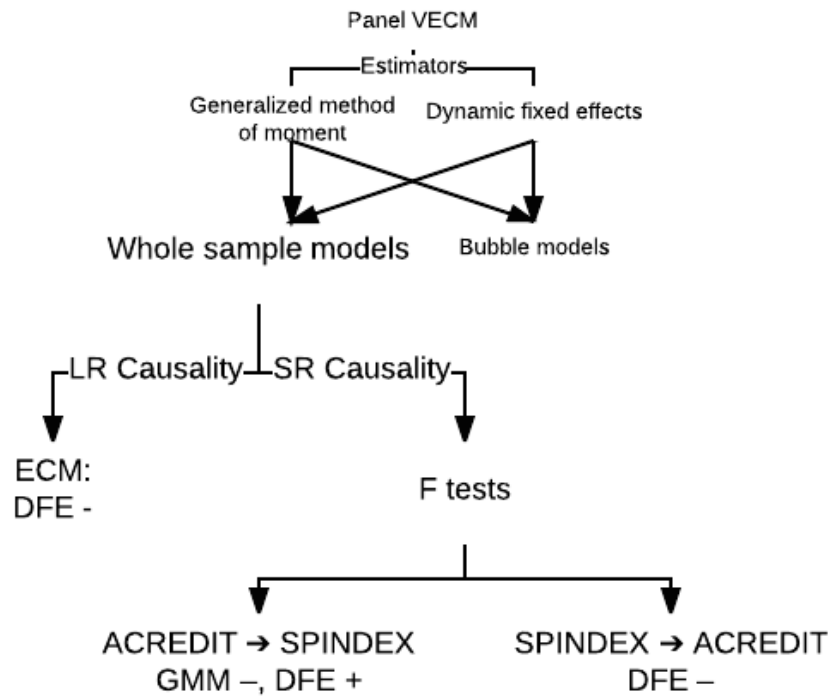 Panel VECM
Estimators
Generalized method
of moment
Dynamic fixed effects
Whole sample models
Bubble models
LR Causality
SR Causality
ECM:
DFE -
F tests
ACREDIT ➔ SPINDEX
GMM –, DFE +
SPINDEX ➔ ACREDIT
DFE –